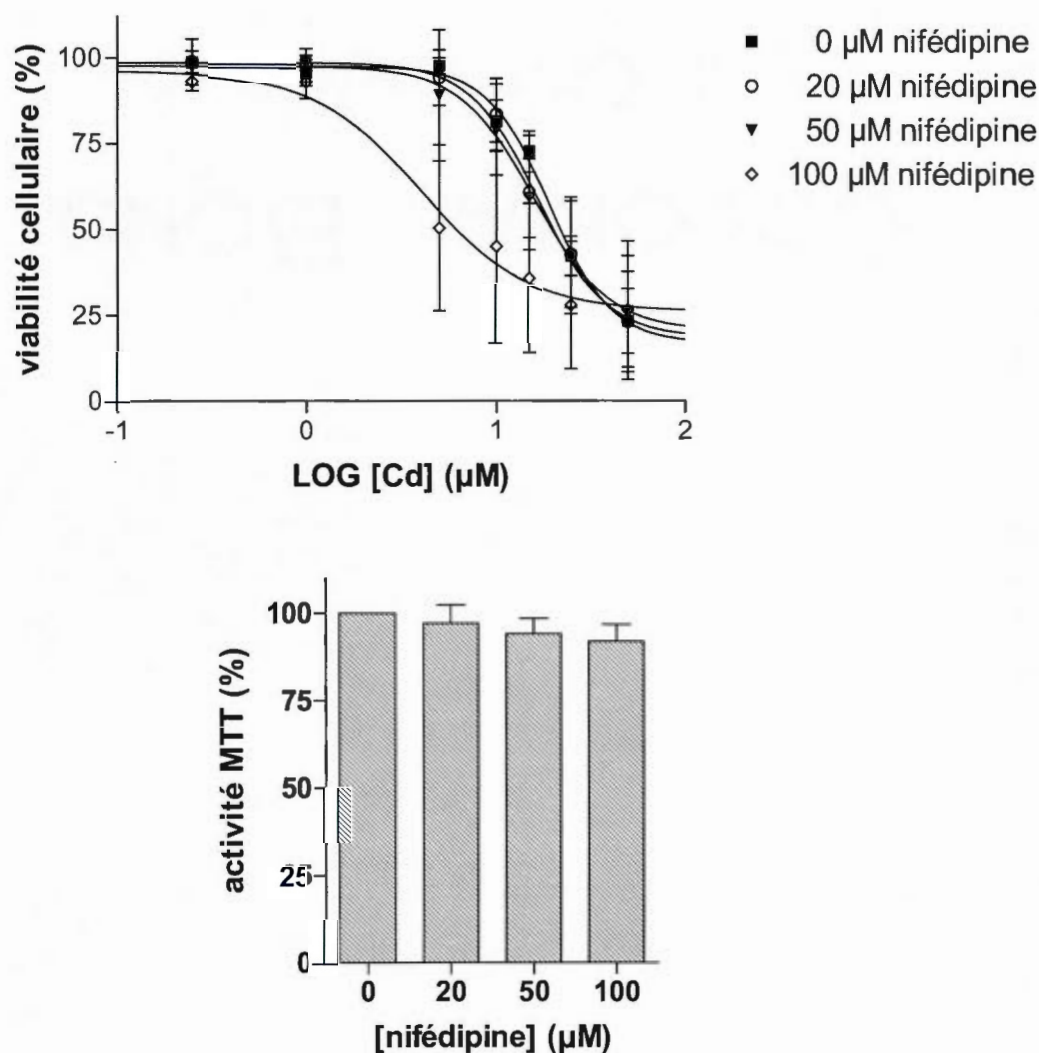 viabilité cellulaire (%)
100
75
50
25
0
-1 0 1 2
LOG [Cd] (µM)
0 µM nifédipine
20 µM nifédipine
50 µM nifédipine
100 µM nifédipine
activité MTT (%)
100
75
50
25
0
0 20 50 100
[nifédipine] (µM)